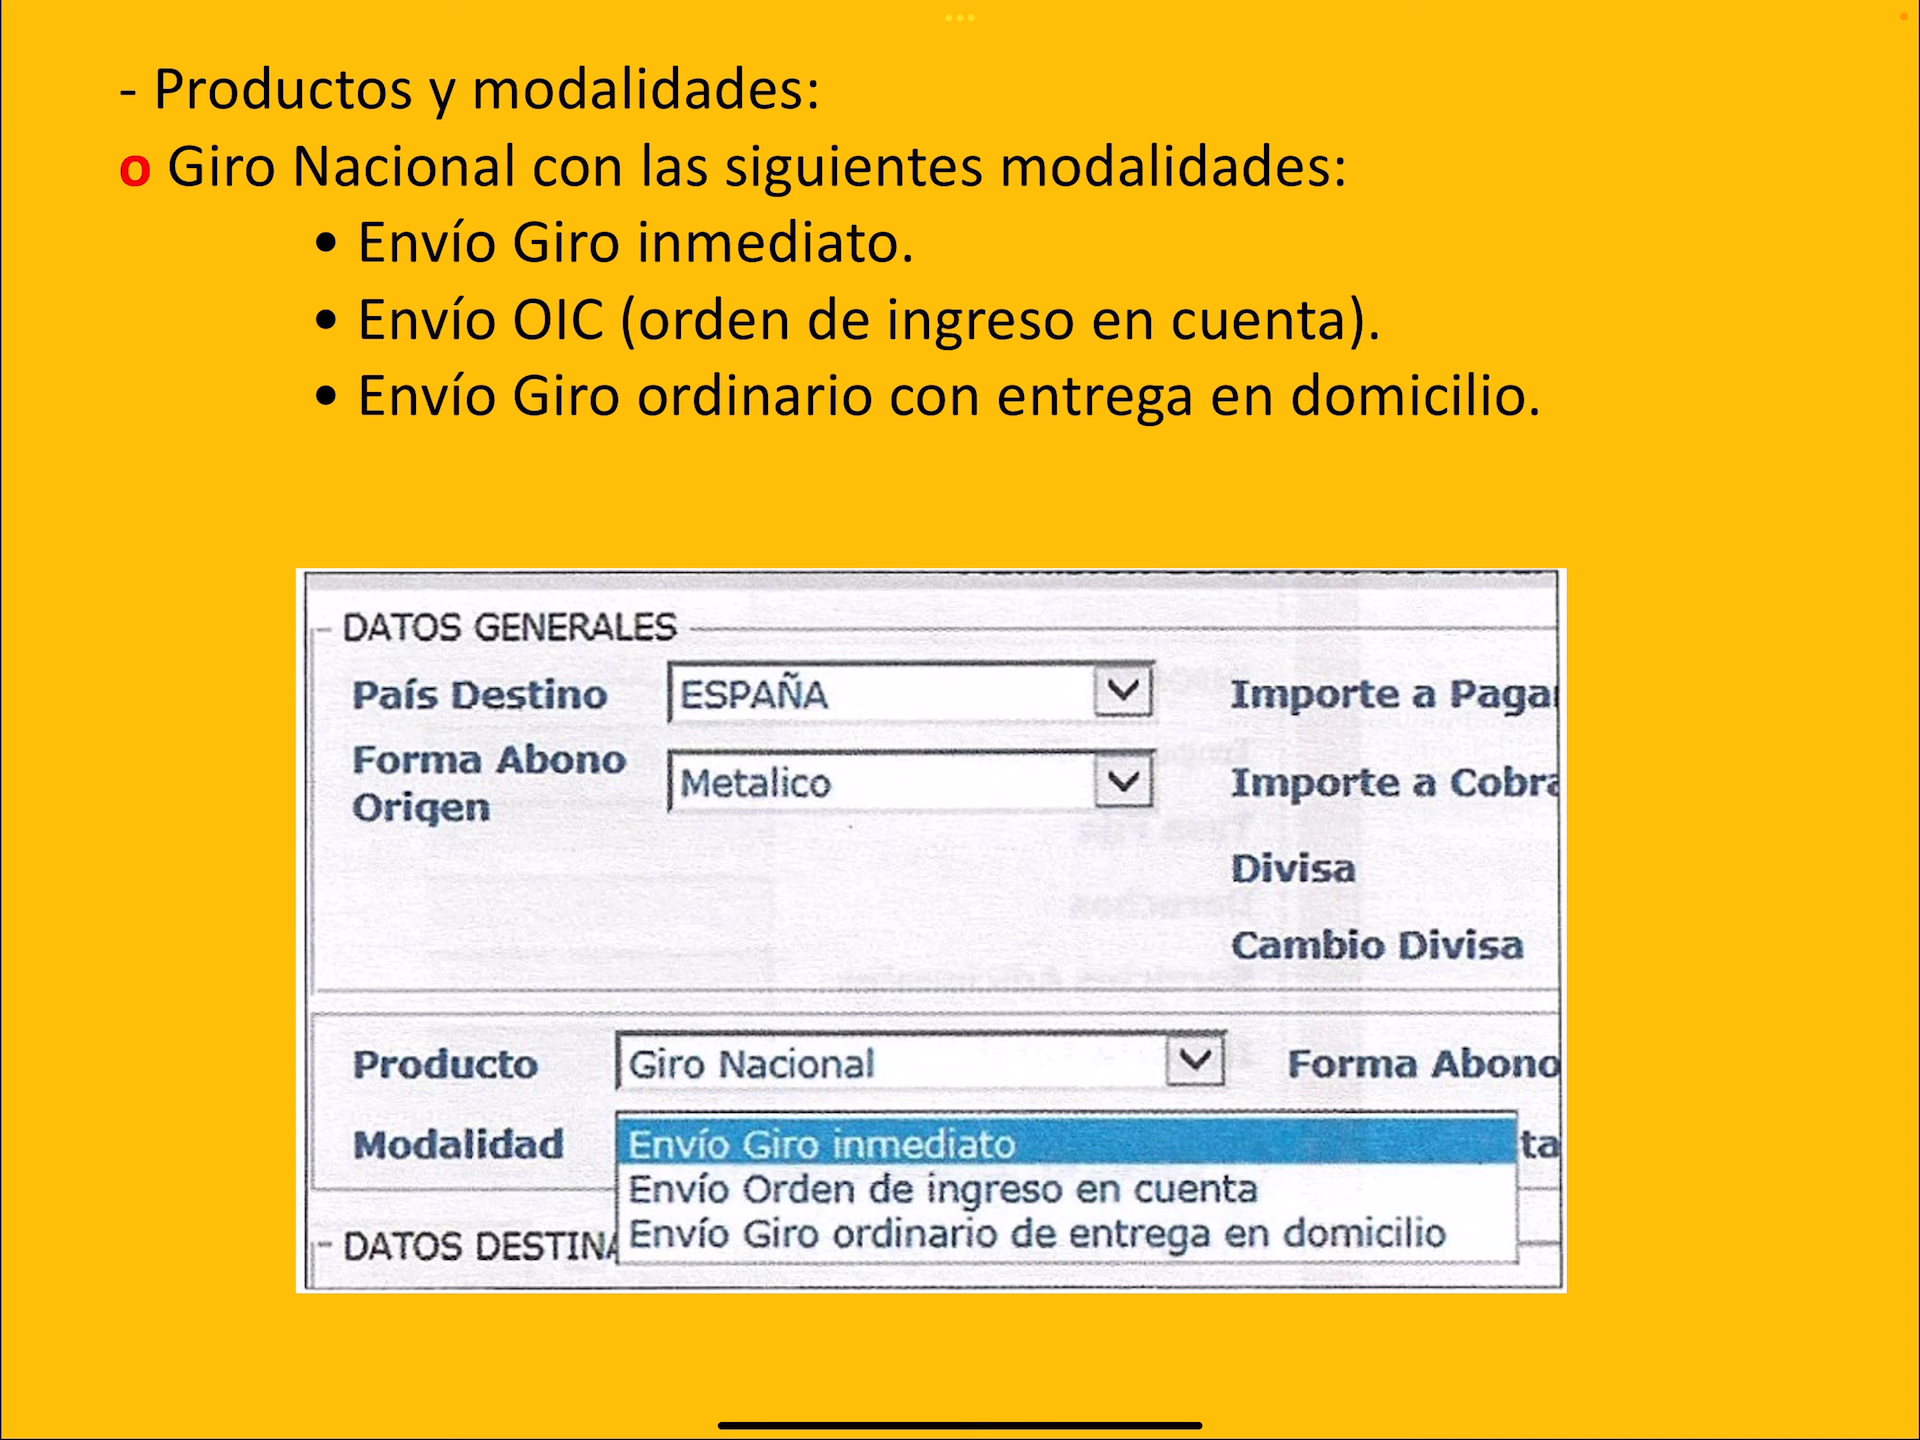 - Productos y modalidades:
o Giro Nacional con las siguientes modalidades:
• Envío Giro inmediato.
• Envío OIC (orden de ingreso en cuenta).
• Envío Giro ordinario con entrega en domicilio.
DATOS GENERALES
País Destino ESPAÑA Importe a Pagar
Forma Abono Origen Metalico Importe a Cobra
Divisa
Cambio Divisa
Producto Giro Nacional Forma Abono
Modalidad Envío Giro inmediato ta
Envío Orden de ingreso en cuenta
Envío Giro ordinario de entrega en domicilio
DATOS DESTINA